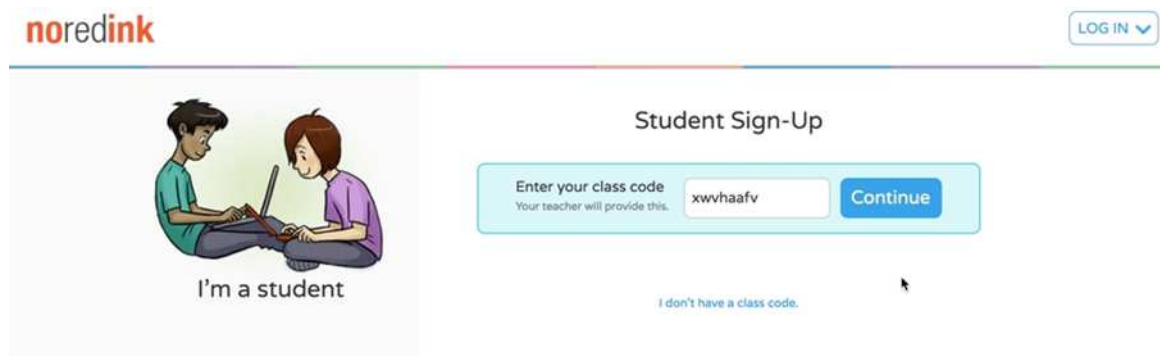 noredink
LOG IN
Student Sign-Up
Enter your class code
Your teacher will provide this.
xwvhaafv
Continue
I'm a student
I don't have a class code.